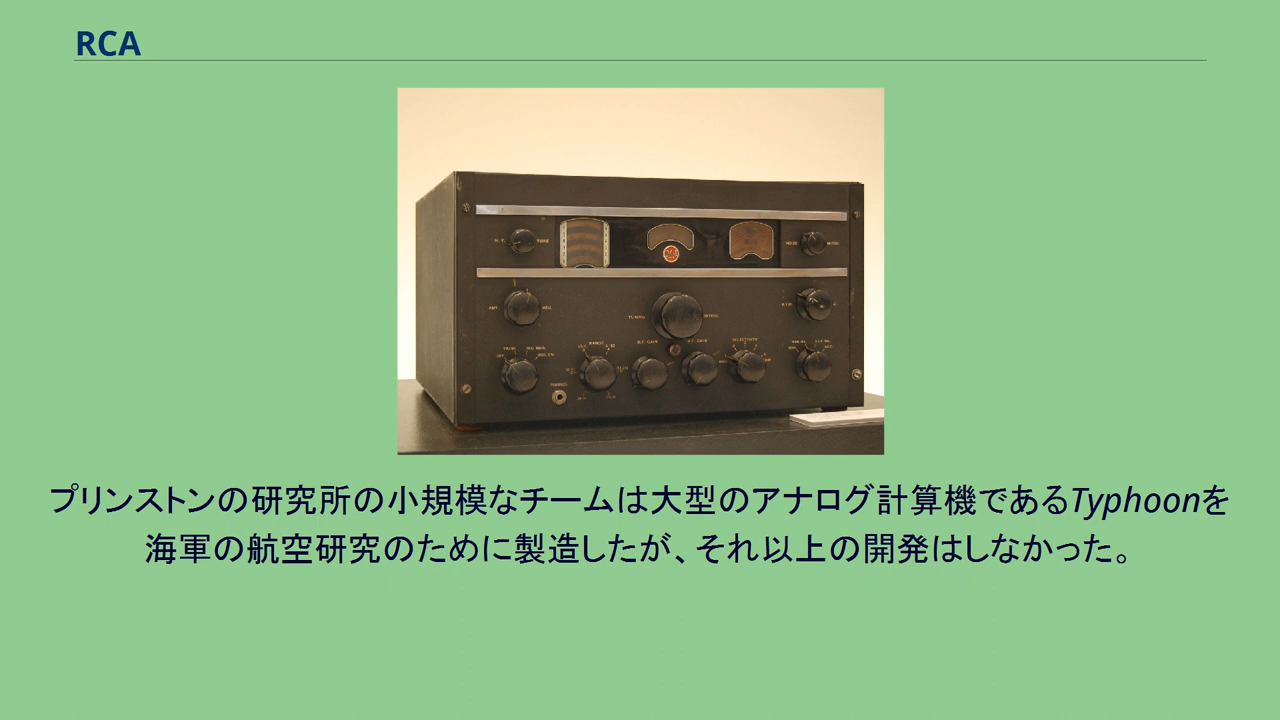 RCA
TUNING
プリンストンの研究所の小規模なチームは大型のアナログ計算機であるTyphoonを
海軍の航空研究のために製造したが、それ以上の開発はしなかった。